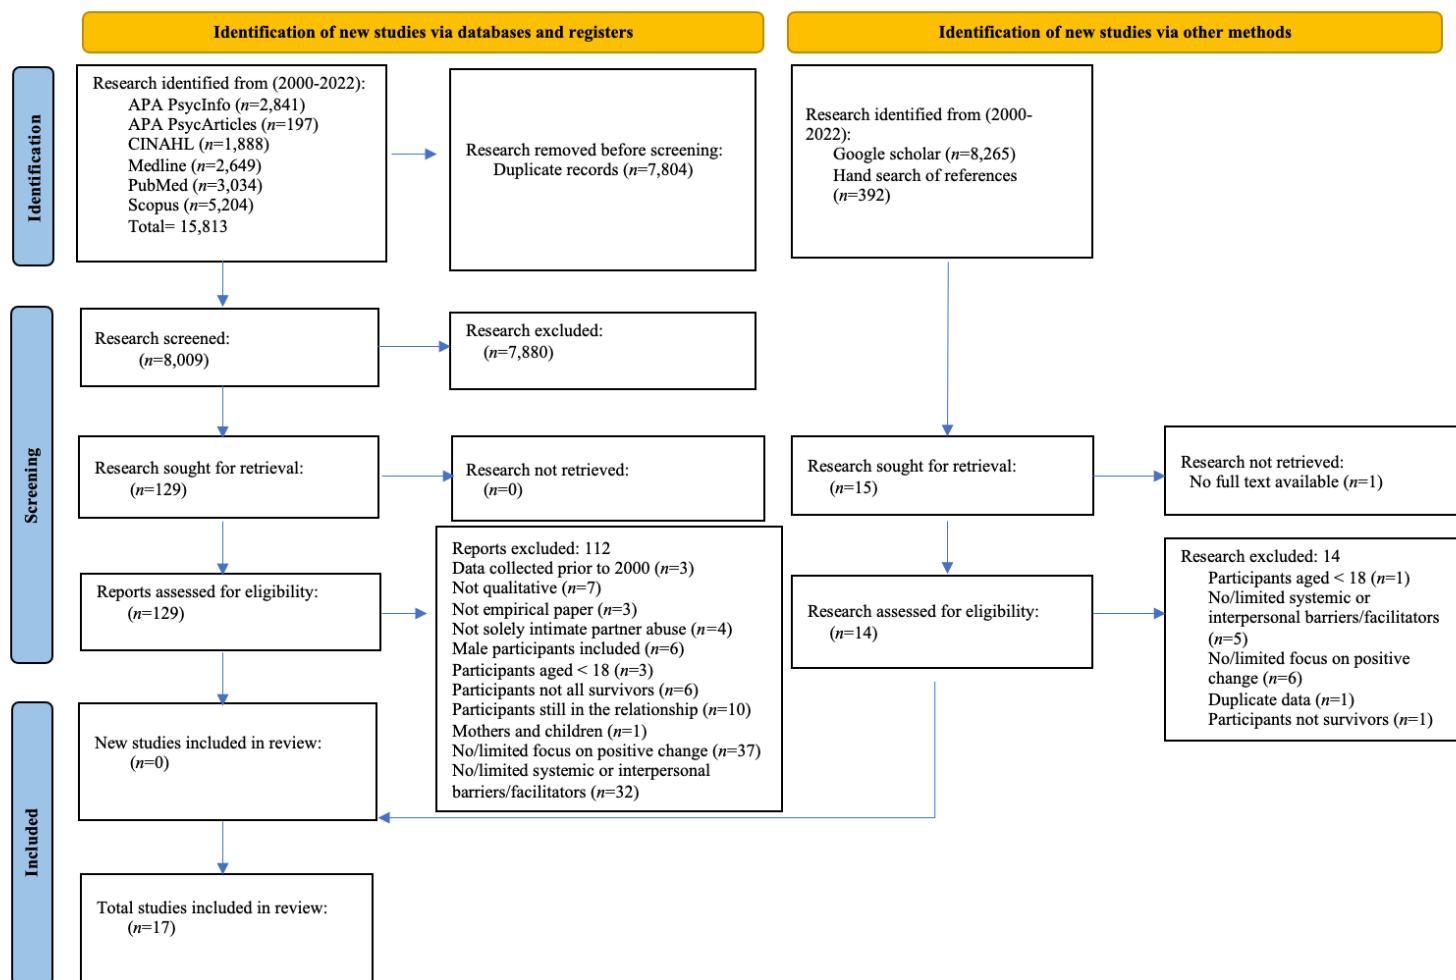 Identification of new studies via databases and registers
Identification of new studies via other methods
Identification
Research identified from (2000-2022):
APA PsycInfo (n=2,841)
APA PsycArticles (n=197)
CINAHL (n=1,888)
Medline (n=2,649)
PubMed (n=3,034)
Scopus (n=5,204)
Total= 15,813
Research removed before screening:
Duplicate records (n=7,804)
Research identified from (2000-
2022):
Google scholar (n=8,265)
Hand search of references
(n=392)
Screening
Research screened:
(n=8,009)
Research excluded:
(n=7,880)
Research sought for retrieval:
(n=129)
Research not retrieved:
(n=0)
Research sought for retrieval:
(n=15)
Research not retrieved:
No full text available (n=1)
Reports assessed for eligibility:
(n=129)
Reports excluded: 112
Data collected prior to 2000 (n=3)
Not qualitative (n=7)
Not empirical paper (n=3)
Not solely intimate partner abuse (n=4)
Male participants included (n=6)
Participants aged < 18 (n=3)
Participants not all survivors (n=6)
Participants still in the relationship (n=10)
Mothers and children (n=1)
No/limited focus on positive change (n=37)
No/limited systemic or interpersonal
barriers/facilitators (n=32)
Research assessed for eligibility:
(n=14)
Research excluded: 14
Participants aged < 18 (n=1)
No/limited systemic or
interpersonal barriers/facilitators
(n=5)
No/limited focus on positive
change (n=6)
Duplicate data (n=1)
Participants not survivors (n=1)
Included
New studies included in review:
(n=0)
Total studies included in review:
(n=17)